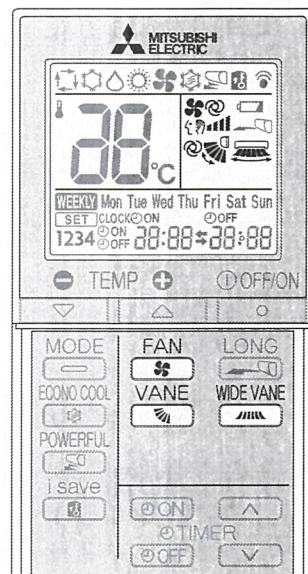 MITSUBISHI
ELECTRIC
88°C
WEEKLY Mon Tue Wed Thu Fri Sat Sun
SET CLOCK ON OFF
1234 ON OFF 88:88 88:88
TEMP OFF/ON
MODE FAN LONG
ECONO COOL VANE WIDE VANE
POWERFUL
i save
ON
TIMER
OFF